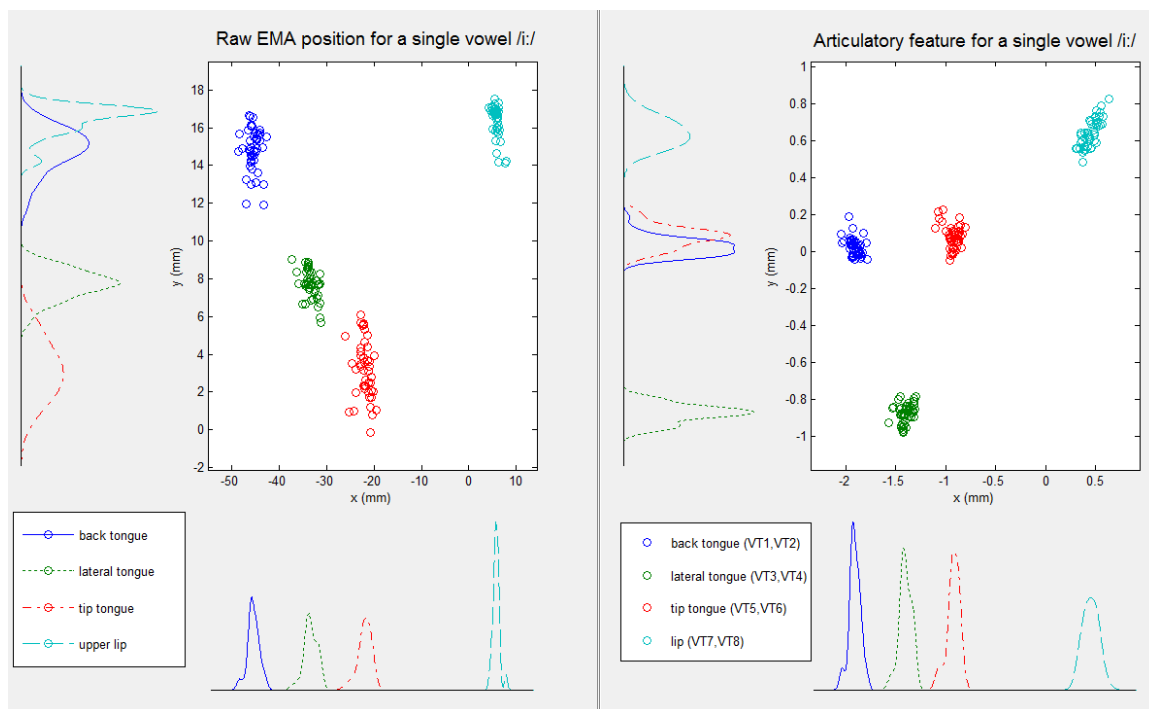 Raw EMA position for a single vowel /i:/
18
16
14
12
10
8
6
4
2
0
-2
y (mm)
-50
-40
-30
-20
-10
0
10
x (mm)
back tongue
lateral tongue
tip tongue
upper lip
Articulatory feature for a single vowel /i:/
1
0.8
0.6
0.4
0.2
0
-0.2
-0.4
-0.6
-0.8
-1
y (mm)
-2
-1.5
-1
-0.5
0
0.5
x (mm)
back tongue (VT1,VT2)
lateral tongue (VT3,VT4)
tip tongue (VT5,VT6)
lip (VT7,VT8)